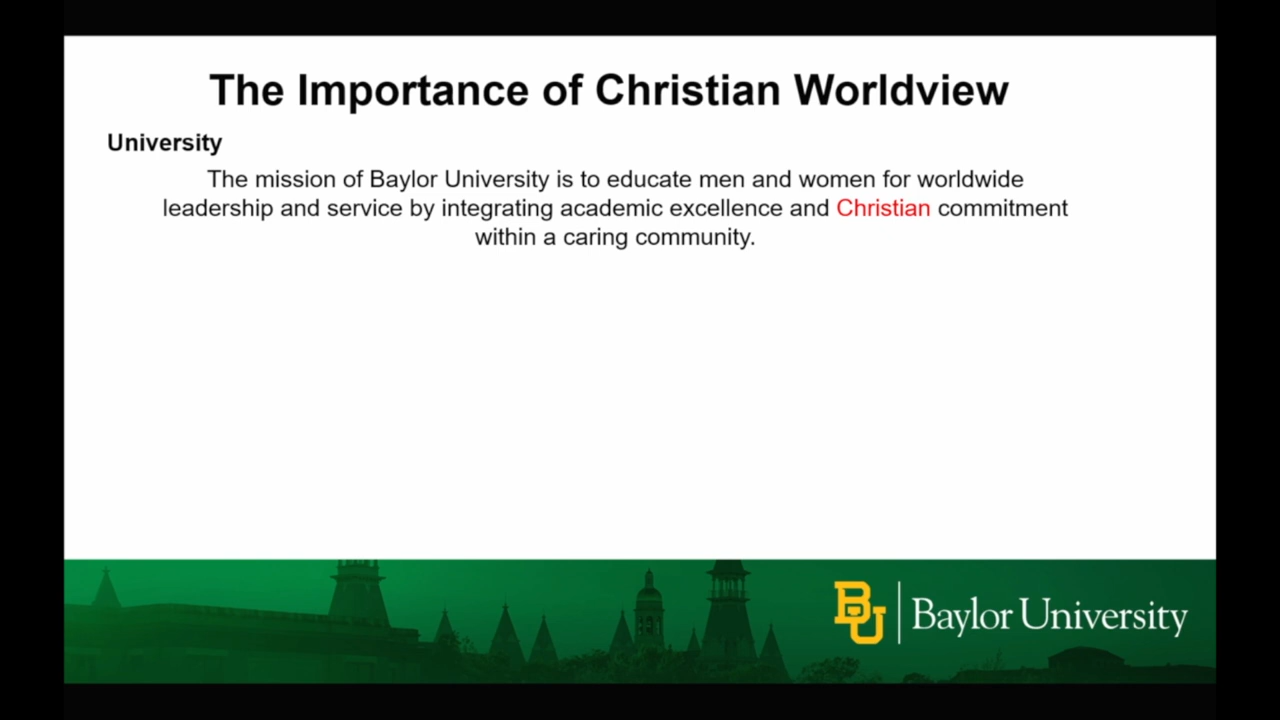 The Importance of Christian Worldview
University
The mission of Baylor University is to educate men and women for worldwide
leadership and service by integrating academic excellence and Christian commitment
within a caring community.
BU Baylor University